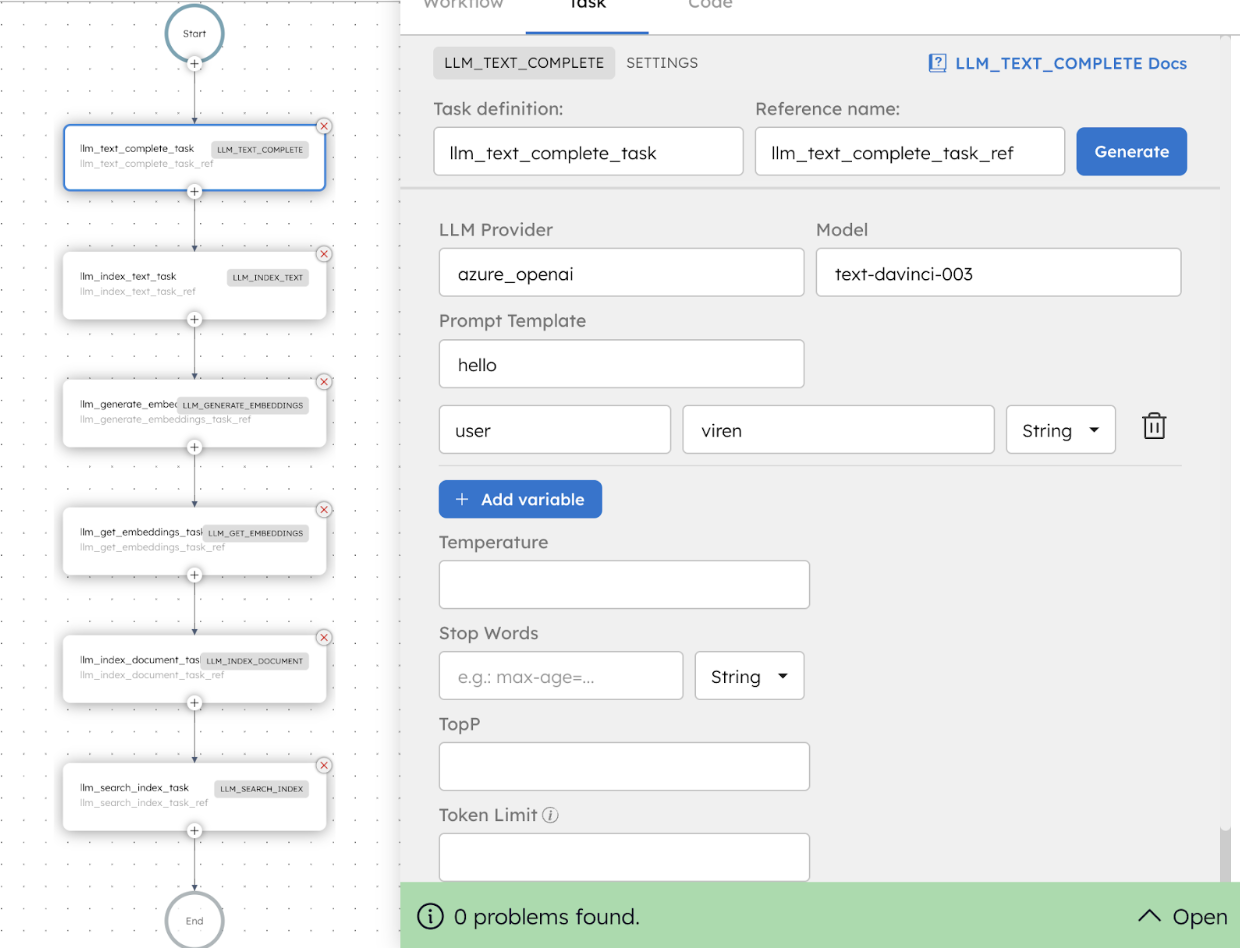 Start
llm_text_complete_task
LLM_TEXT_COMPLETE
llm_text_complete_task_ref
llm_index_text_task
LLM_INDEX_TEXT
llm_index_text_task_ref
llm_generate_embec
LLM_GENERATE_EMBEDDINGS
llm_generate_embeddings_task_ref
llm_get_embeddings_task
LLM_GET_EMBEDDINGS
llm_get_embeddings_task_ref
llm_index_document_tas
LLM_INDEX_DOCUMENT
llm_index_document_task_ref
llm_search_index_task
LLM_SEARCH_INDEX
llm_search_index_task_ref
End
Workflow Task Code
LLM_TEXT_COMPLETE SETTINGS LLM_TEXT_COMPLETE Docs
Task definition: Reference name:
llm_text_complete_task llm_text_complete_task_ref Generate
LLM Provider Model
azure_openai text-davinci-003
Prompt Template
hello
user viren String
+ Add variable
Temperature
Stop Words
e.g.: max-age=... String
TopP
Token Limit
0 problems found. Open